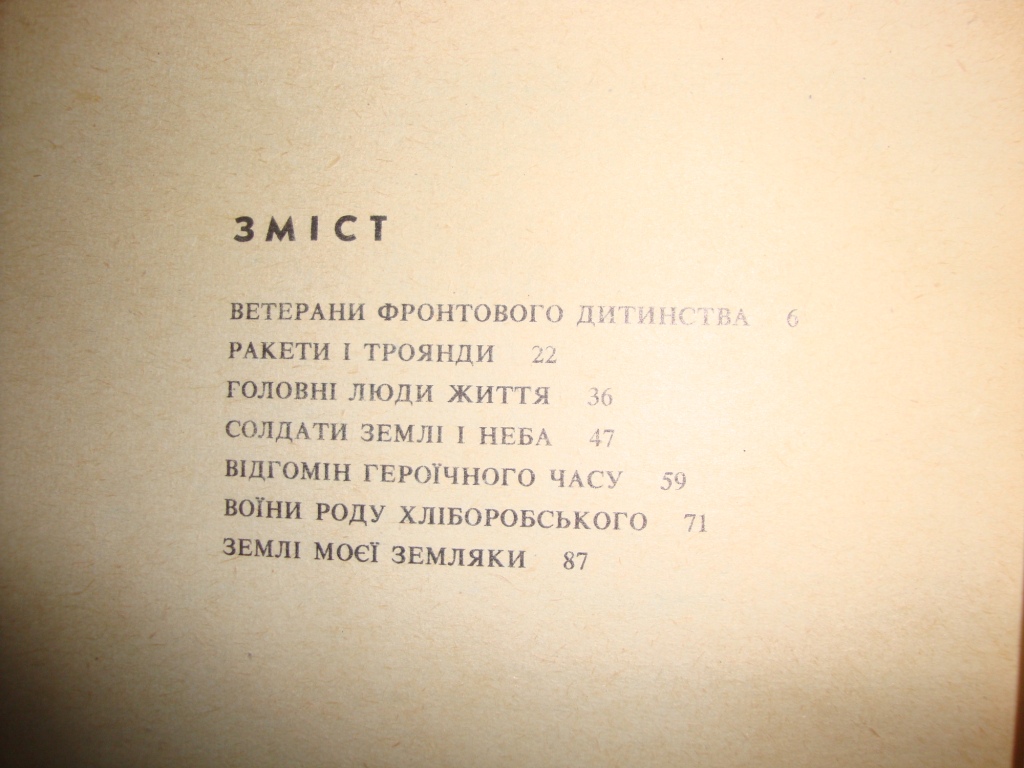 ЗМІСТ
ВЕТЕРАНИ ФРОНТОВОГО ДИТИНСТВА 6
РАКЕТИ І ТРОЯНДИ 22
ГОЛОВНІ ЛЮДИ ЖИТТЯ 36
СОЛДАТИ ЗЕМЛІ І НЕБА 47
ВІДГОМІН ГЕРОЇЧНОГО ЧАСУ 59
ВОЇНИ РОДУ ХЛІБОРОБСЬКОГО 71
ЗЕМЛІ МОЄЇ ЗЕМЛЯКИ 87